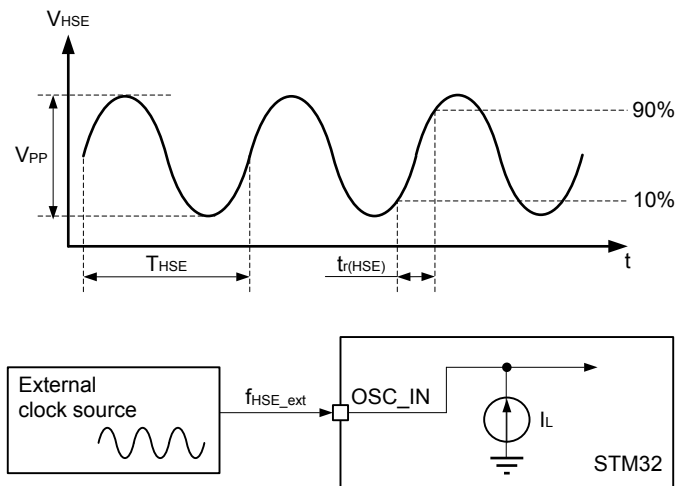 VHSE
90%
VPP
10%
THSE
tr(HSE)
t
External
clock source
fHSE_ext
OSC_IN
IL
STM32